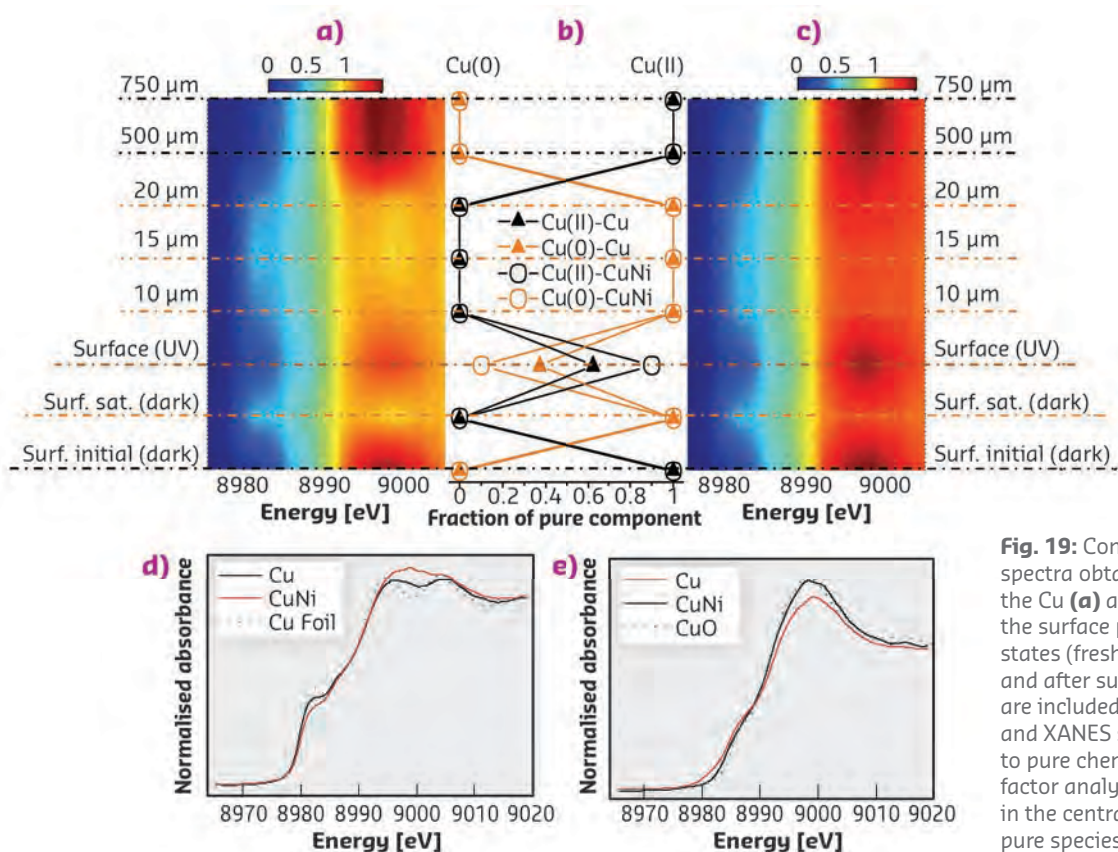 a)
b)
c)
0 0.5 1
Cu(0)
Cu(II)
0 0.5 1
750 µm
500 µm
20 µm
15 µm
10 µm
Surface (UV)
Surf. sat. (dark)
Surf. initial (dark)
Cu(II)-Cu
Cu(0)-Cu
Cu(II)-CuNi
Cu(0)-CuNi
750 µm
500 µm
20 µm
15 µm
10 µm
Surface (UV)
Surf. sat. (dark)
Surf. initial (dark)
8980 8990 9000
Energy [eV]
0 0.2 0.4 0.6 0.8 1
Fraction of pure component
8980 8990 9000
Energy [eV]
d)
Normalised absorbance
Cu
CuNi
Cu Foil
8970 8980 8990 9000 9010 9020
Energy [eV]
e)
Normalised absorbance
Cu
CuNi
CuO
8970 8980 8990 9000 9010 9020
Energy [eV]
Fig. 19: Con
spectra obta
the Cu (a) a
the surface p
states (fresh
and after su
are included
and XANES
to pure chem
factor analy
in the centra
pure species